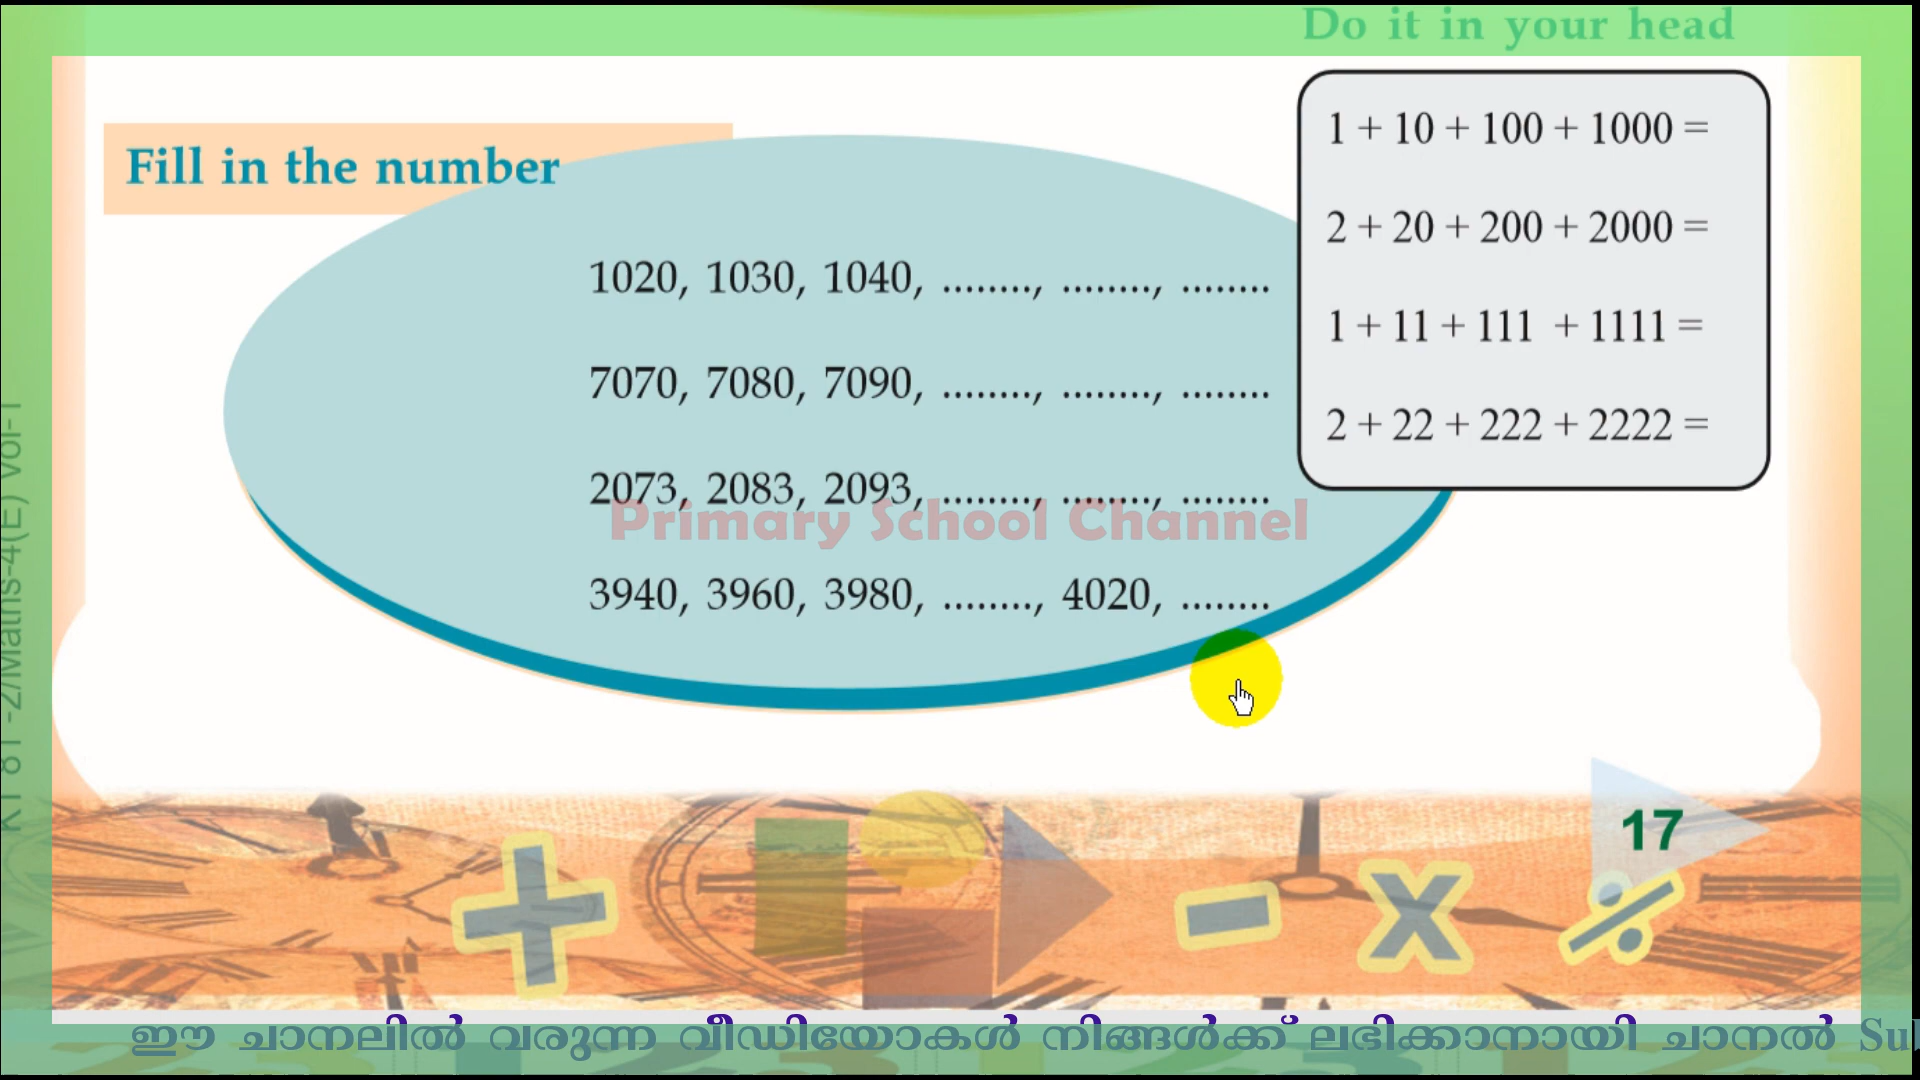 Do it in your head
Fill in the number
1020, 1030, 1040, ........, ........, ........
7070, 7080, 7090, ........, ........, ........
2073, 2083, 2093, ........, ........, ........
3940, 3960, 3980, ........, 4020, ........
1 + 10 + 100 + 1000 =
2 + 20 + 200 + 2000 =
1 + 11 + 111 + 1111 =
2 + 22 + 222 + 2222 =
Primary School Channel
17
ഈ ചാനലിൽ വരുന്ന വീഡിയോകൾ നിങ്ങൾക്ക് ലഭിക്കാനായി ചാനൽ